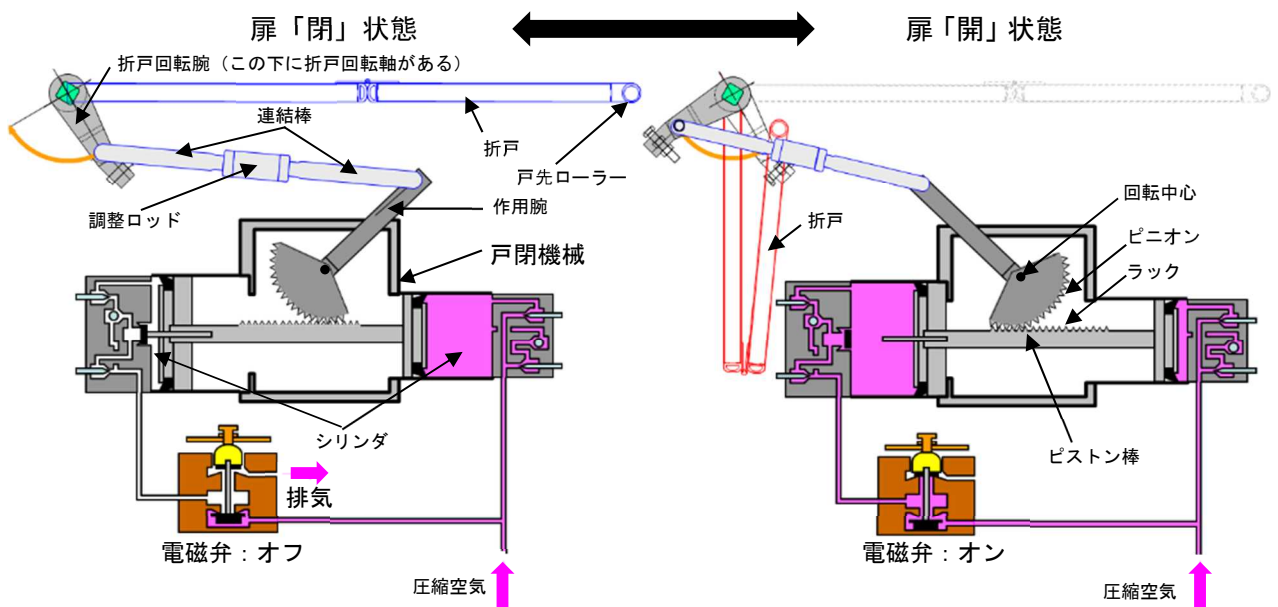 扉「閉」状態
扉「開」状態
折戸回転腕（この下に折戸回転軸がある）
連結棒
折戸
戸先ローラー
調整ロッド
作用腕
戸閉機械
シリンダ
排気
電磁弁：オフ
圧縮空気
回転中心
折戸
ピニオン
ラック
ピストン棒
電磁弁：オン
圧縮空気